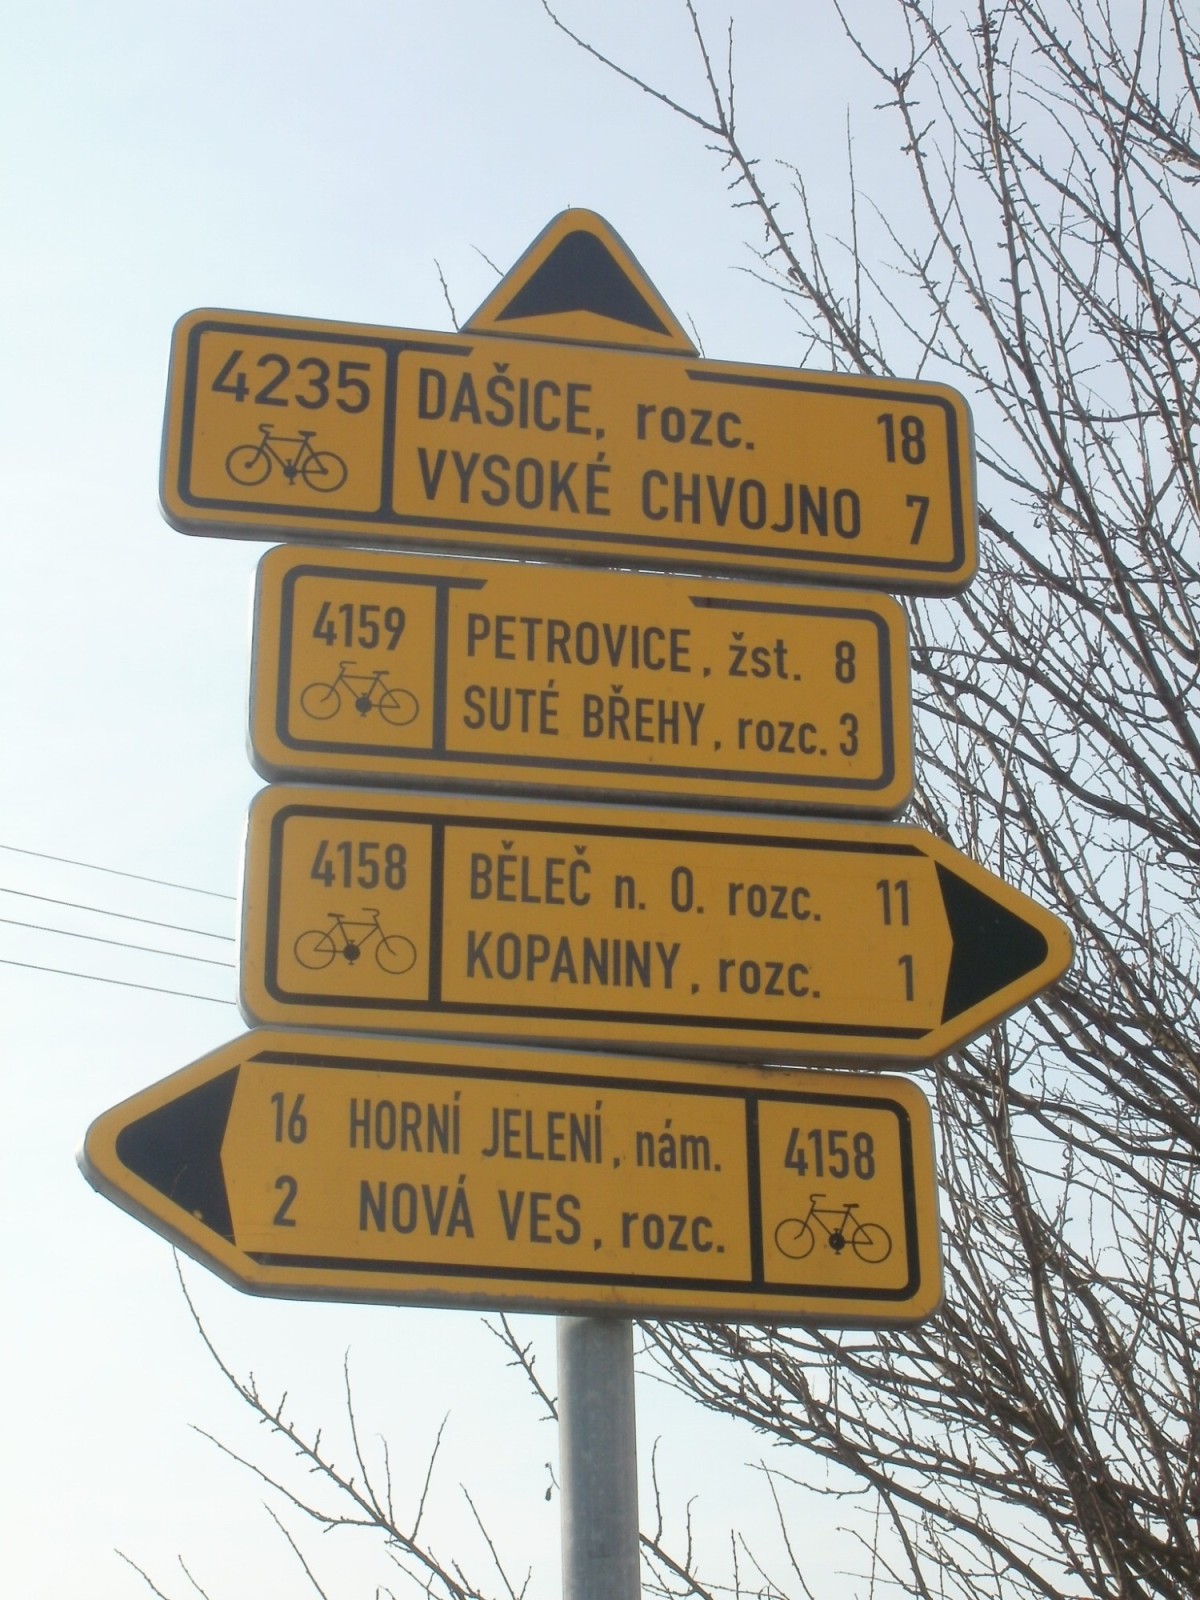 4235 DAŠICE, rozc. 18
VYSOKÉ CHVOJNO 7
4159 PETROVICE, žst. 8
SUTÉ BŘEHY, rozc. 3
4158 BĚLEČ n. O. rozc. 11
KOPANINY, rozc. 1
16 HORNÍ JELENÍ, nám. 4158
2 NOVÁ VES, rozc.